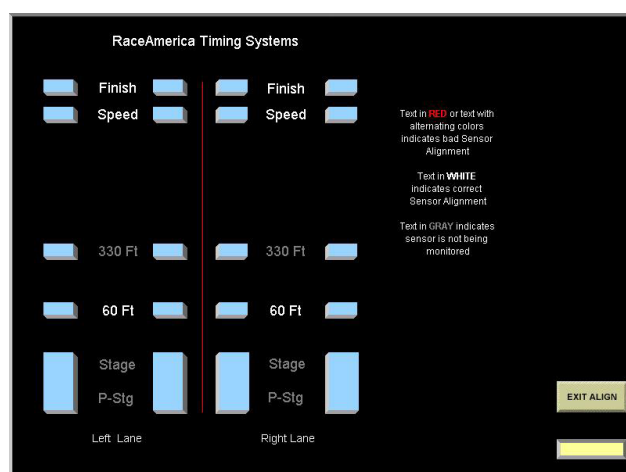 RaceAmerica Timing Systems
Finish Finish
Speed Speed
Text in RED or text with
alternating colors
indicates bad Sensor
Alignment
Text in WHITE
indicates correct
Sensor Alignment
Text in GRAY indicates
sensor is not being
monitored
330 Ft 330 Ft
60 Ft 60 Ft
Stage Stage
P-Stg P-Stg
EXIT ALIGN
Left Lane Right Lane